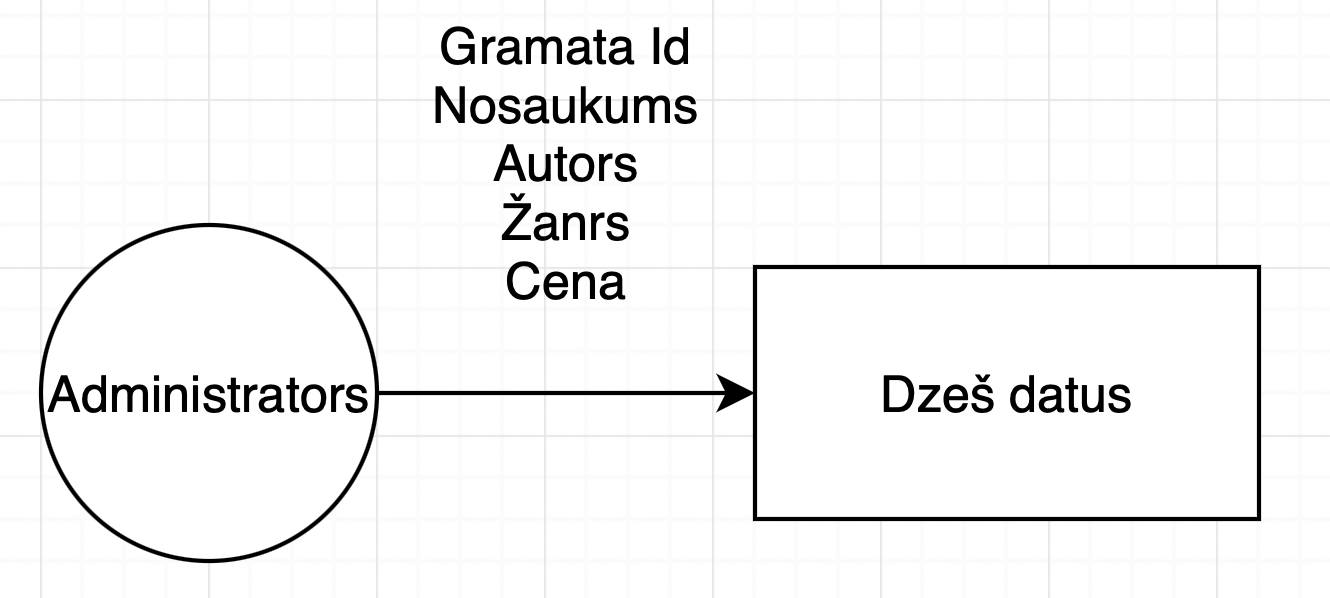 Gramata Id
Nosaukums
Autors
Žanrs
Cena
Administrators
Dzeš datus